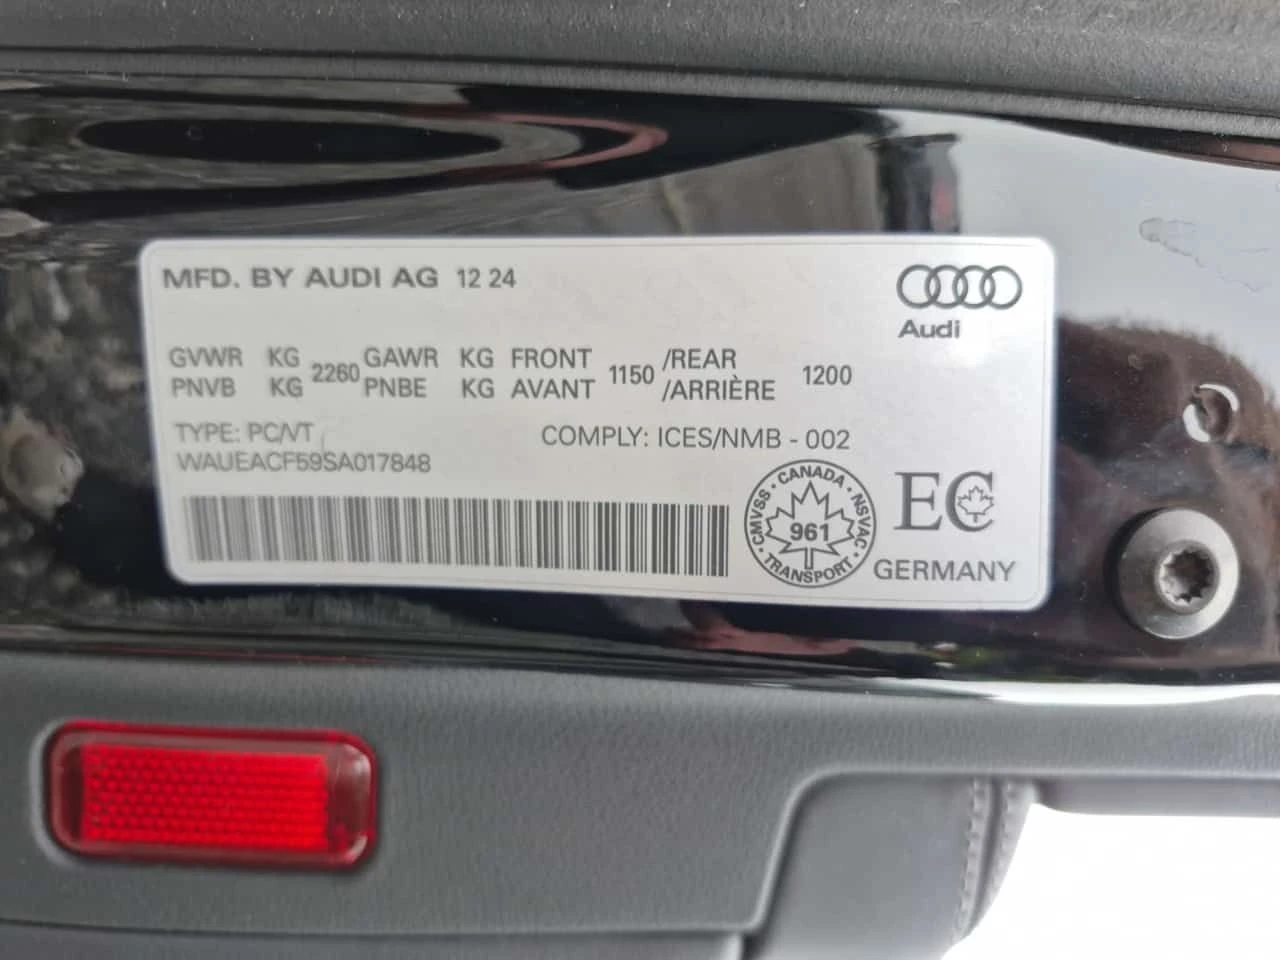 MFD. BY AUDI AG 12 24
Audi
GVWR KG 2260 GAWR KG FRONT 1150 /REAR 1200
PNVB KG PNBE KG AVANT /ARRIÈRE
TYPE: PC/VT
COMPLY: ICES/NMB - 002
WAUEACF59SA017848
CMVSS · CANADA · NSVAC · TRANSPORT ·
961
EC
GERMANY